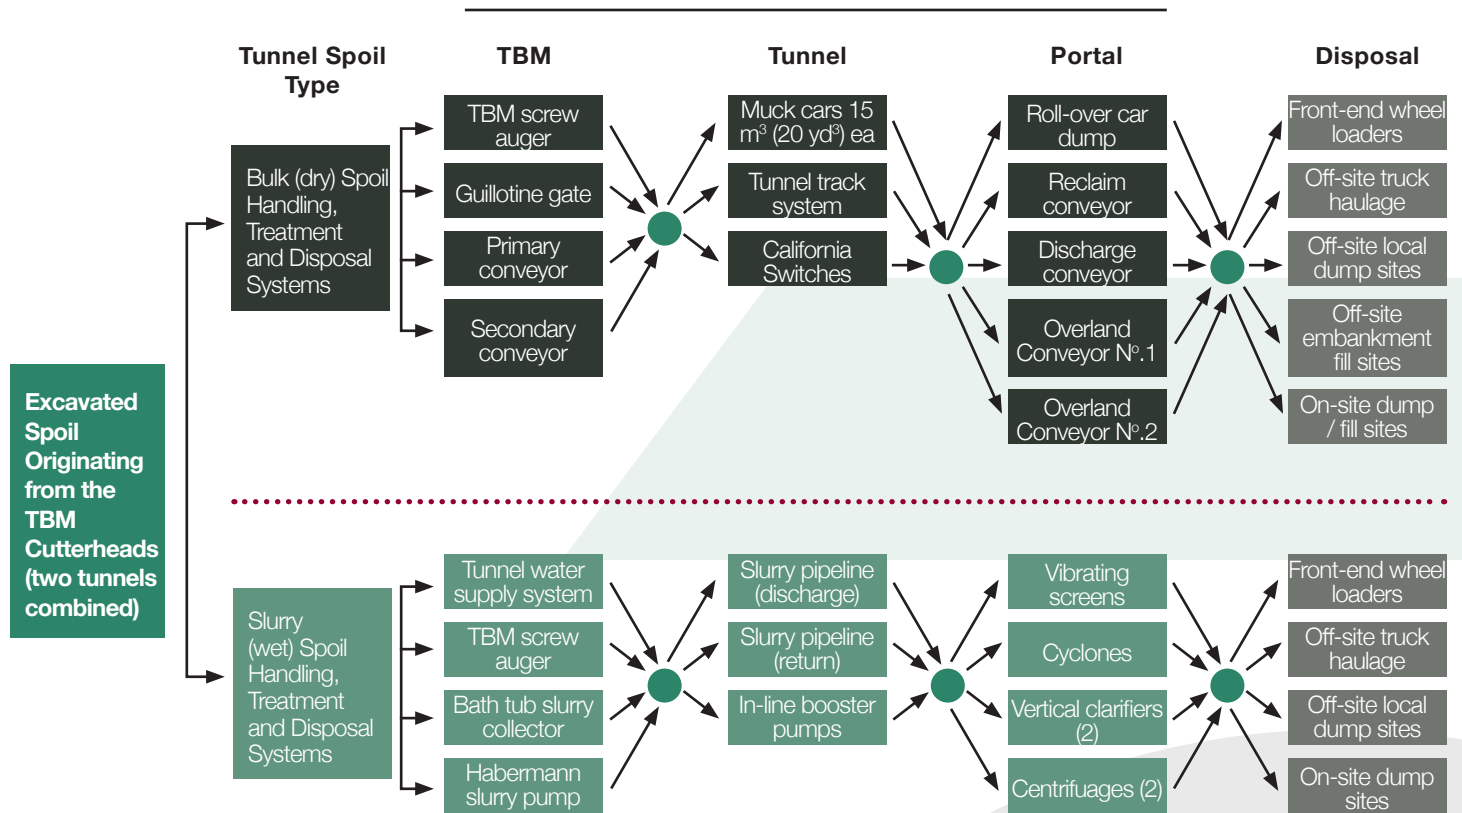 Tunnel Spoil
Type
TBM
Tunnel
Portal
Disposal
Excavated
Spoil
Originating
from the
TBM
Cutterheads
(two tunnels
combined)
Bulk (dry) Spoil
Handling,
Treatment
and Disposal
Systems
TBM screw
auger
Guillotine gate
Primary
conveyor
Secondary
conveyor
Muck cars 15
m³ (20 yd³) ea
Tunnel track
system
California
Switches
Roll-over car
dump
Reclaim
conveyor
Discharge
conveyor
Overland
Conveyor Nº.1
Overland
Conveyor Nº.2
Front-end wheel
loaders
Off-site truck
haulage
Off-site local
dump sites
Off-site
embankment
fill sites
On-site dump
/ fill sites
Slurry
(wet) Spoil
Handling,
Treatment
and Disposal
Systems
Tunnel water
supply system
TBM screw
auger
Bath tub slurry
collector
Habermann
slurry pump
Slurry pipeline
(discharge)
Slurry pipeline
(return)
In-line booster
pumps
Vibrating
screens
Cyclones
Vertical clarifiers
(2)
Centrifuages (2)
Front-end wheel
loaders
Off-site truck
haulage
Off-site local
dump sites
On-site dump
sites